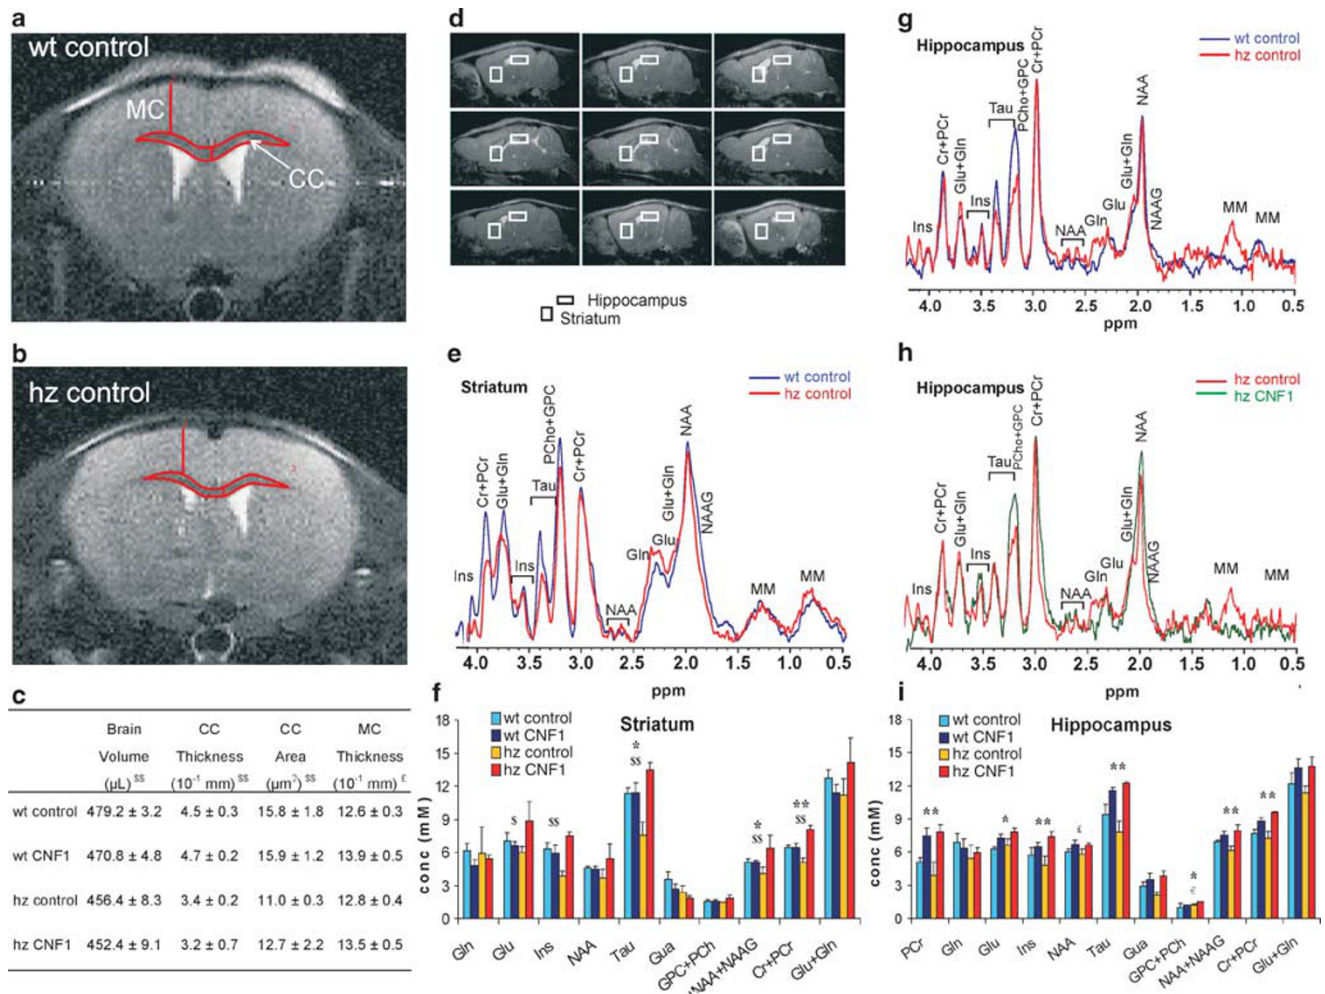 a
wt control
MC
CC
b
hz control
c
Brain CC CC MC
Volume Thickness Area Thickness
(µL) $$ (10⁻¹ mm) $$ (µm²) $$ (10⁻¹ mm) £
wt control 479.2 ± 3.2 4.5 ± 0.3 15.8 ± 1.8 12.6 ± 0.3
wt CNF1 470.8 ± 4.8 4.7 ± 0.2 15.9 ± 1.2 13.9 ± 0.5
hz control 456.4 ± 8.3 3.4 ± 0.2 11.0 ± 0.3 12.8 ± 0.4
hz CNF1 452.4 ± 9.1 3.2 ± 0.7 12.7 ± 2.2 13.5 ± 0.5
d
Hippocampus
Striatum
e
Striatum
wt control
hz control
Ins
Cr+PCr
Glu+Gln
Ins
Tau
PCho+GPC
Cr+PCr
NAA
Gln
Glu
Glu+Gln
NAA
NAAG
MM
MM
4.0 3.5 3.0 2.5 2.0 1.5 1.0 0.5
ppm
f
Striatum
wt control
wt CNF1
hz control
hz CNF1
conc (mM)
18
15
12
9
6
3
0
$
$$
*
$$
*
$$
**
$$
Gln Glu Ins NAA Tau Gua GPC+PCh NAA+NAAG Cr+PCr Glu+Gln
g
Hippocampus
wt control
hz control
Ins
Cr+PCr
Glu+Gln
Ins
Tau
PCho+GPC
Cr+PCr
NAA
Gln
Glu
Glu+Gln
NAA
NAAG
MM
MM
4.0 3.5 3.0 2.5 2.0 1.5 1.0 0.5
ppm
h
Hippocampus
hz control
hz CNF1
Ins
Cr+PCr
Glu+Gln
Ins
Tau
PCho+GPC
Cr+PCr
NAA
Gln
Glu
Glu+Gln
NAA
NAAG
MM
MM
4.0 3.5 3.0 2.5 2.0 1.5 1.0 0.5
ppm
i
Hippocampus
wt control
wt CNF1
hz control
hz CNF1
conc (mM)
18
15
12
9
6
3
0
**
*
**
£
**
*
£
**
**
PCr Gln Glu Ins NAA Tau Gua GPC+PCh NAA+NAAG Cr+PCr Glu+Gln